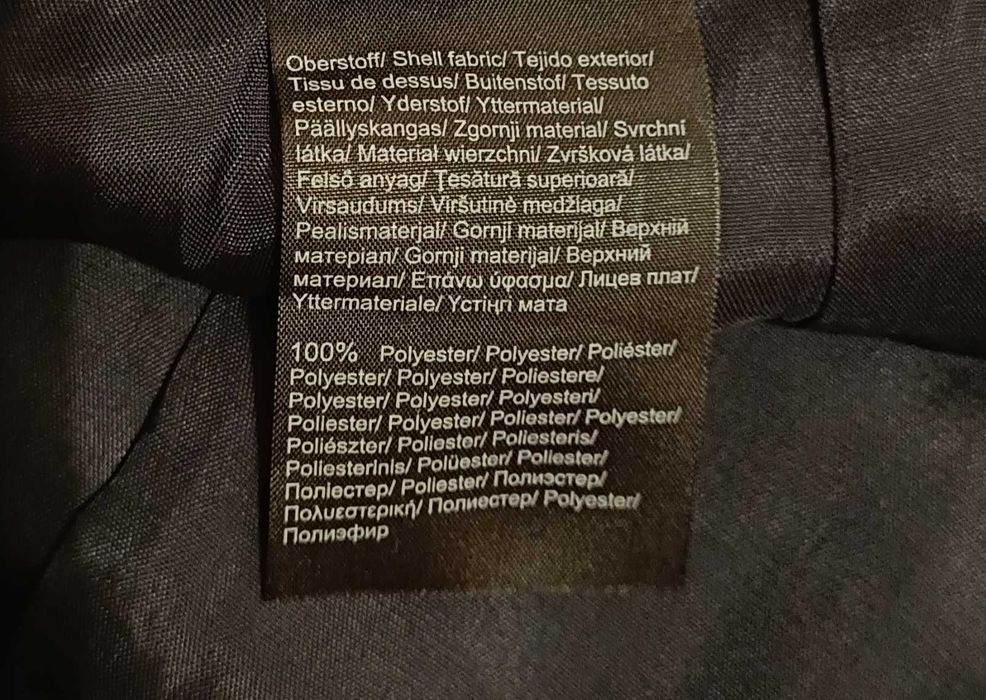 Oberstoff/ Shell fabric/ Tejido exterior/
Tissu de dessus/ Buitenstof/ Tessuto
esterno/ Yderstof/ Yttermaterial/
Päällyskangas/ Zgornji material/ Svrchní
látka/ Materiał wierzchni/ Zvršková látka/
Felső anyag/ Ţesătură superioară/
Virsaudums/ Viršutinė medžiaga/
Pealismaterjal/ Gornji materijal/ Верхній
матеріал/ Gornji materijal/ Верхний
материал/ Επάνω ύφασμα/ Лицев плат/
Yttermateriale/ Үстіңгі мата
100% Polyester/ Polyester/ Poliéster/
Polyester/ Polyester/ Poliestere/
Polyester/ Polyester/ Polyesteri/
Poliester/ Polyester/ Poliester/ Polyester/
Poliészter/ Poliester/ Poliesteris/
Poliesterinis/ Polüester/ Poliester/
Поліестер/ Poliester/ Полиэстер/
Πολυεστερική/ Полиестер/ Polyester/
Полиэфир